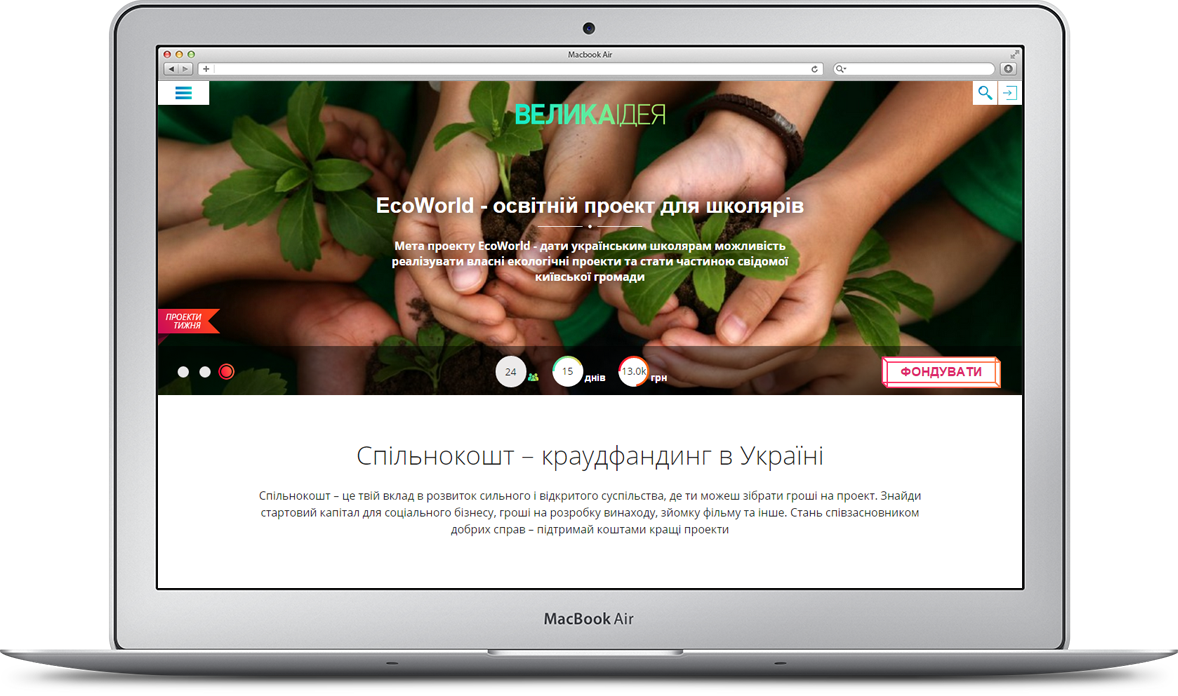 Macbook Air
ВЕЛИКАІДЕЯ
EcoWorld - освітній проект для школярів
Мета проекту EcoWorld - дати українським школярам можливість
реалізувати власні екологічні проекти та стати частиною свідомої
київської громади
ПРОЕКТИ
ТИЖНЯ
24
15 днів
13.0k грн
ФОНДУВАТИ
Спільнокошт – краудфандинг в Україні
Спільнокошт – це твій вклад в розвиток сильного і відкритого суспільства, де ти можеш зібрати гроші на проект. Знайди
стартовий капітал для соціального бізнесу, гроші на розробку винаходу, зйомку фільму та інше. Стань співзасновником
добрих справ – підтримай коштами кращі проекти
MacBook Air